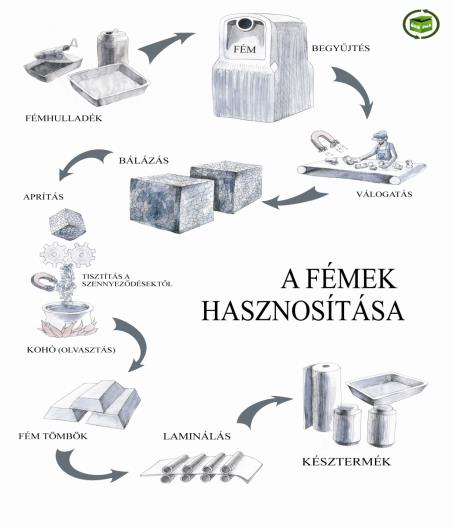 FÉM
BEGYŰJTÉS
FÉMHULLADÉK
BÁLÁZÁS
VÁLOGATÁS
APRÍTÁS
TISZTÍTÁS A
SZENNYEZŐDÉSEKTŐL
A FÉMEK
HASZNOSÍTÁSA
KOHÓ (OLVASZTÁS)
FÉM TÖMBÖK
LAMINÁLÁS
KÉSZTERMÉK